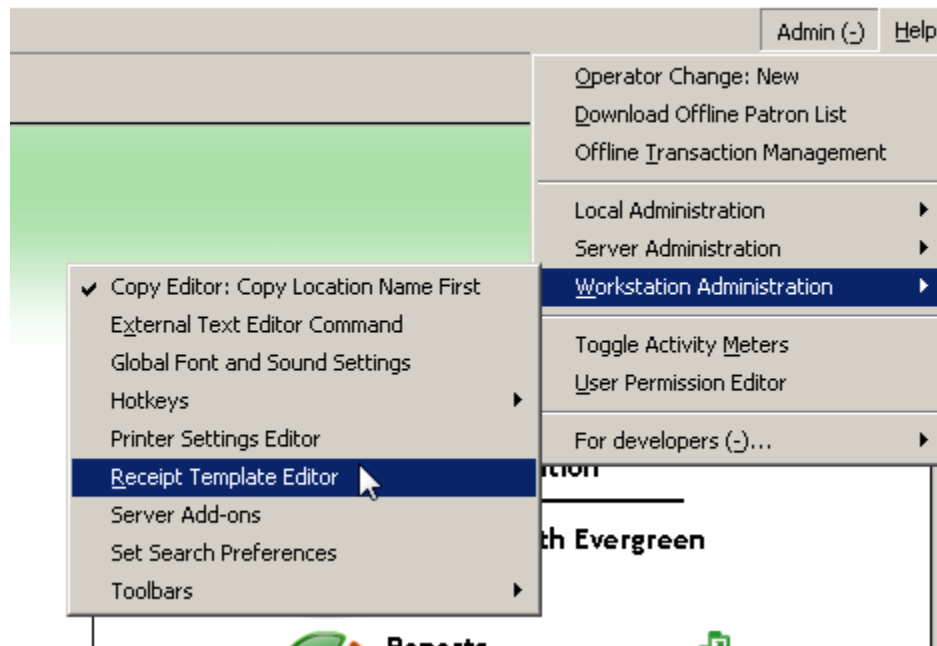 Admin (-) Help
Operator Change: New
Download Offline Patron List
Offline Transaction Management
Local Administration
Server Administration
Workstation Administration
Toggle Activity Meters
User Permission Editor
For developers (-)...
✔ Copy Editor: Copy Location Name First
External Text Editor Command
Global Font and Sound Settings
Hotkeys
Printer Settings Editor
Receipt Template Editor
Server Add-ons
Set Search Preferences
Toolbars
th Evergreen
Reports